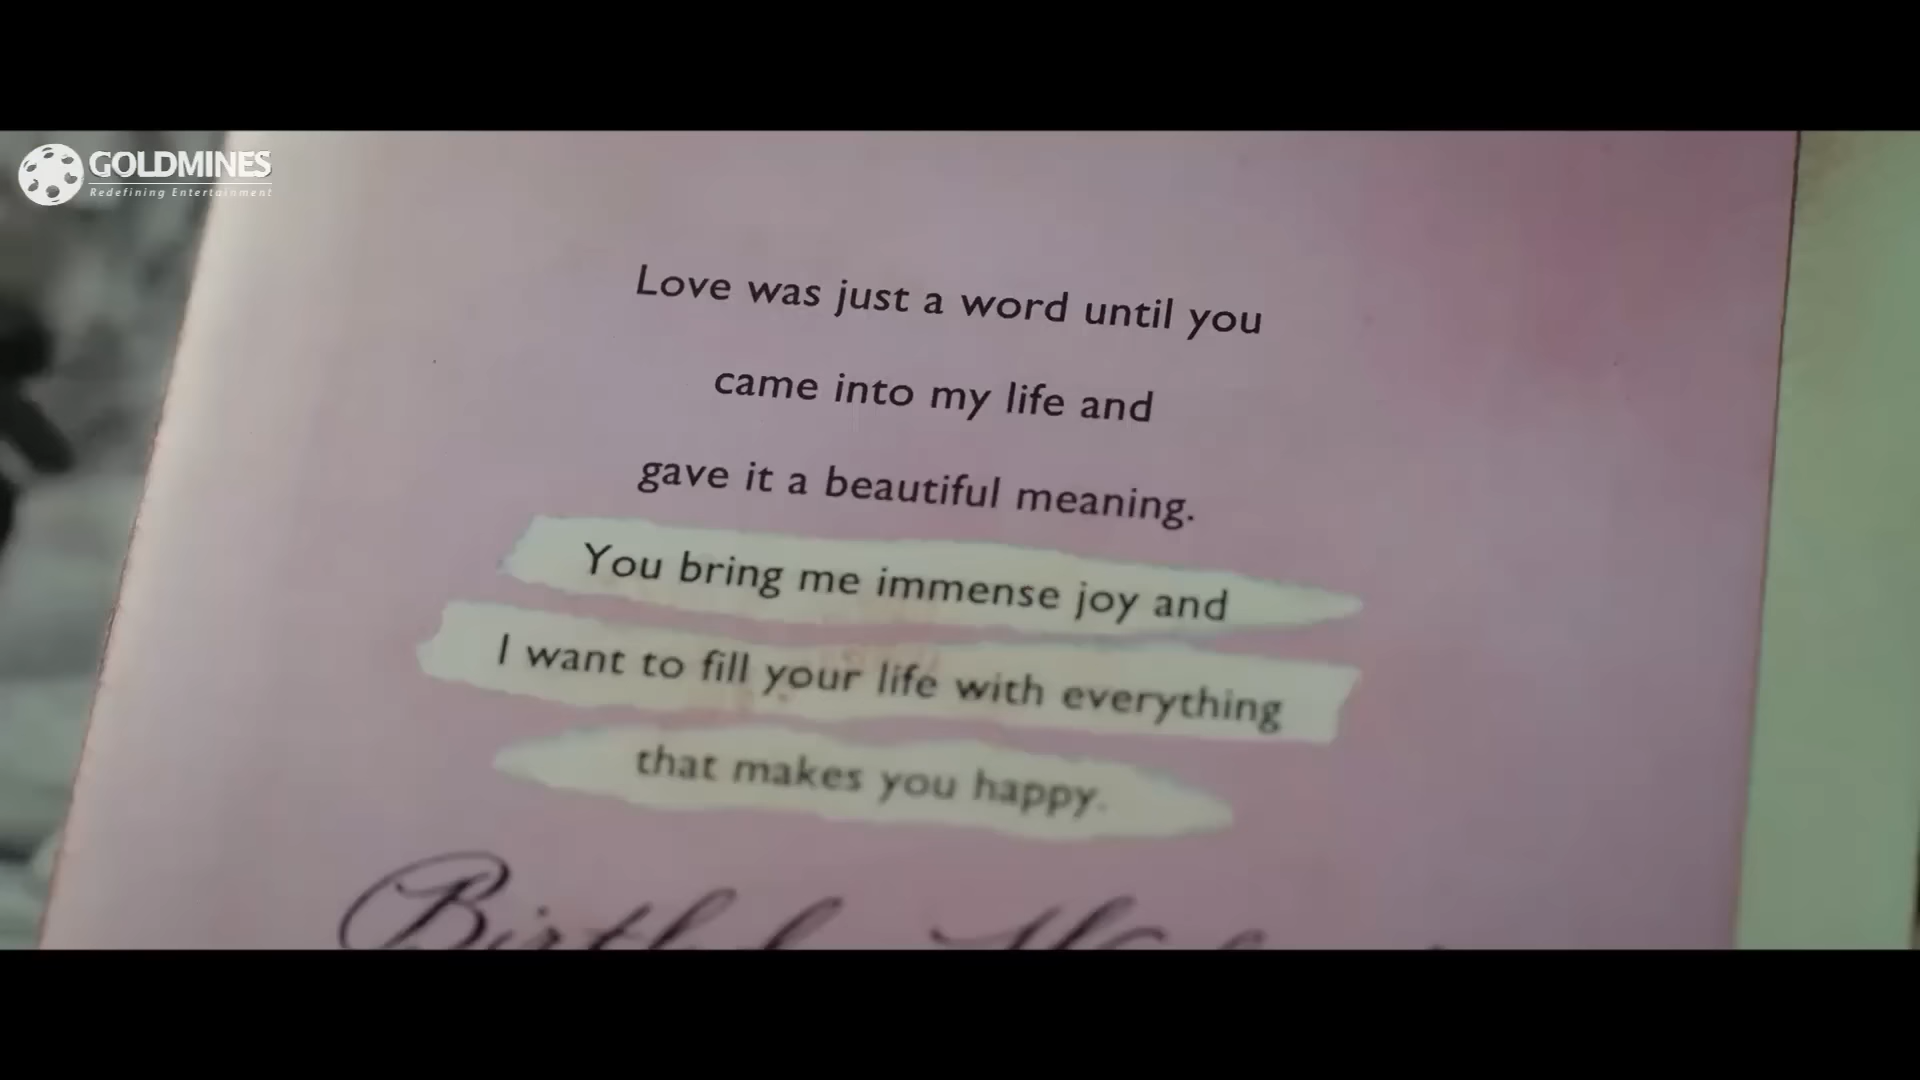 GOLDMINES
Redefining Entertainment
Love was just a word until you
came into my life and
gave it a beautiful meaning.
You bring me immense joy and
I want to fill your life with everything
that makes you happy.